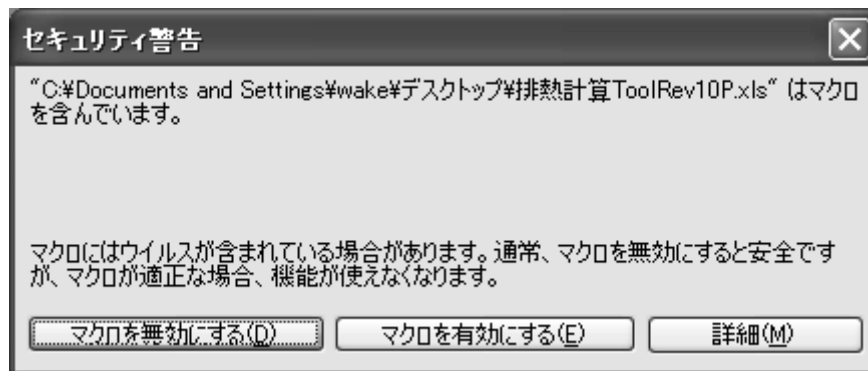 セキュリティ警告
"C:¥Documents and Settings¥wake¥デスクトップ¥排熱計算ToolRev10P.xls" はマクロ
を含んでいます。
マクロにはウイルスが含まれている場合があります。通常、マクロを無効にすると安全です
が、マクロが適正な場合、機能が使えなくなります。
マクロを無効にする(D) マクロを有効にする(E) 詳細(M)